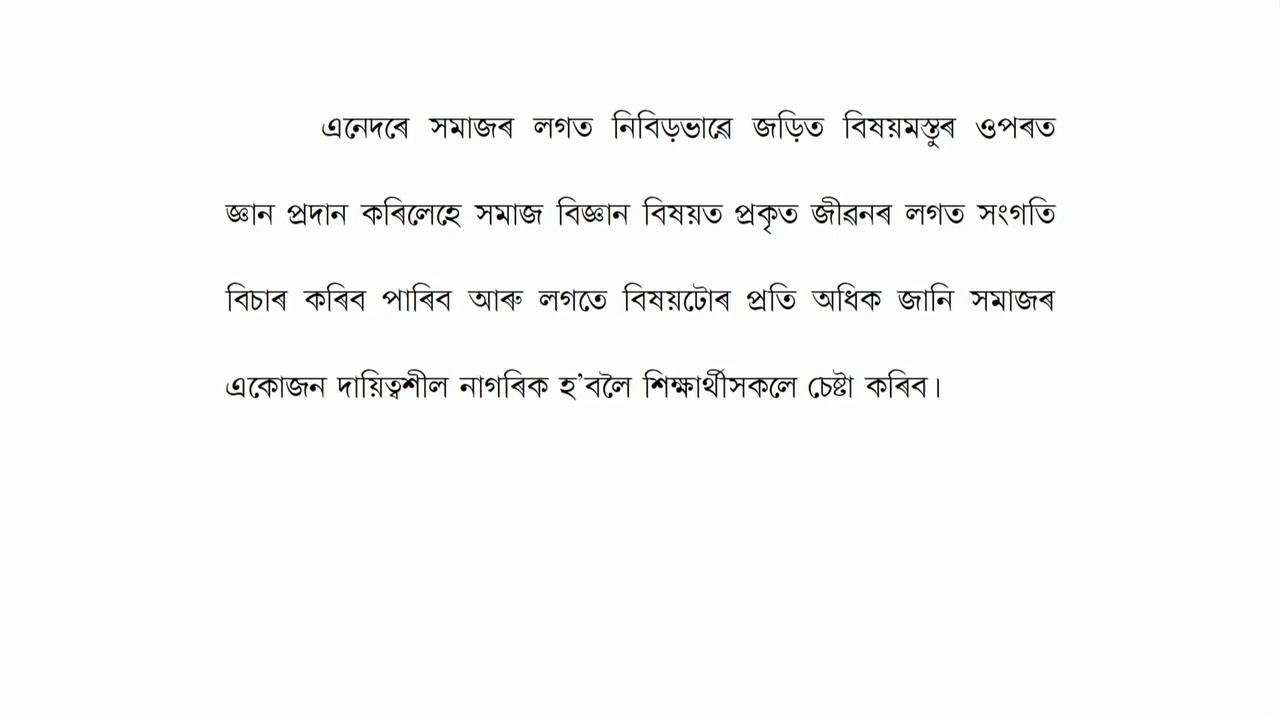 এনেদৰে সমাজৰ লগত নিবিড়ভাৱে জড়িত বিষয়মস্তুৰ ওপৰত
জ্ঞান প্ৰদান কৰিলেহে সমাজ বিজ্ঞান বিষয়ত প্ৰকৃত জীৱনৰ লগত সংগতি
বিচাৰ কৰিব পাৰিব আৰু লগতে বিষয়টোৰ প্ৰতি অধিক জানি সমাজৰ
একোজন দায়িত্বশীল নাগৰিক হ'বলৈ শিক্ষাৰ্থীসকলে চেষ্টা কৰিব।